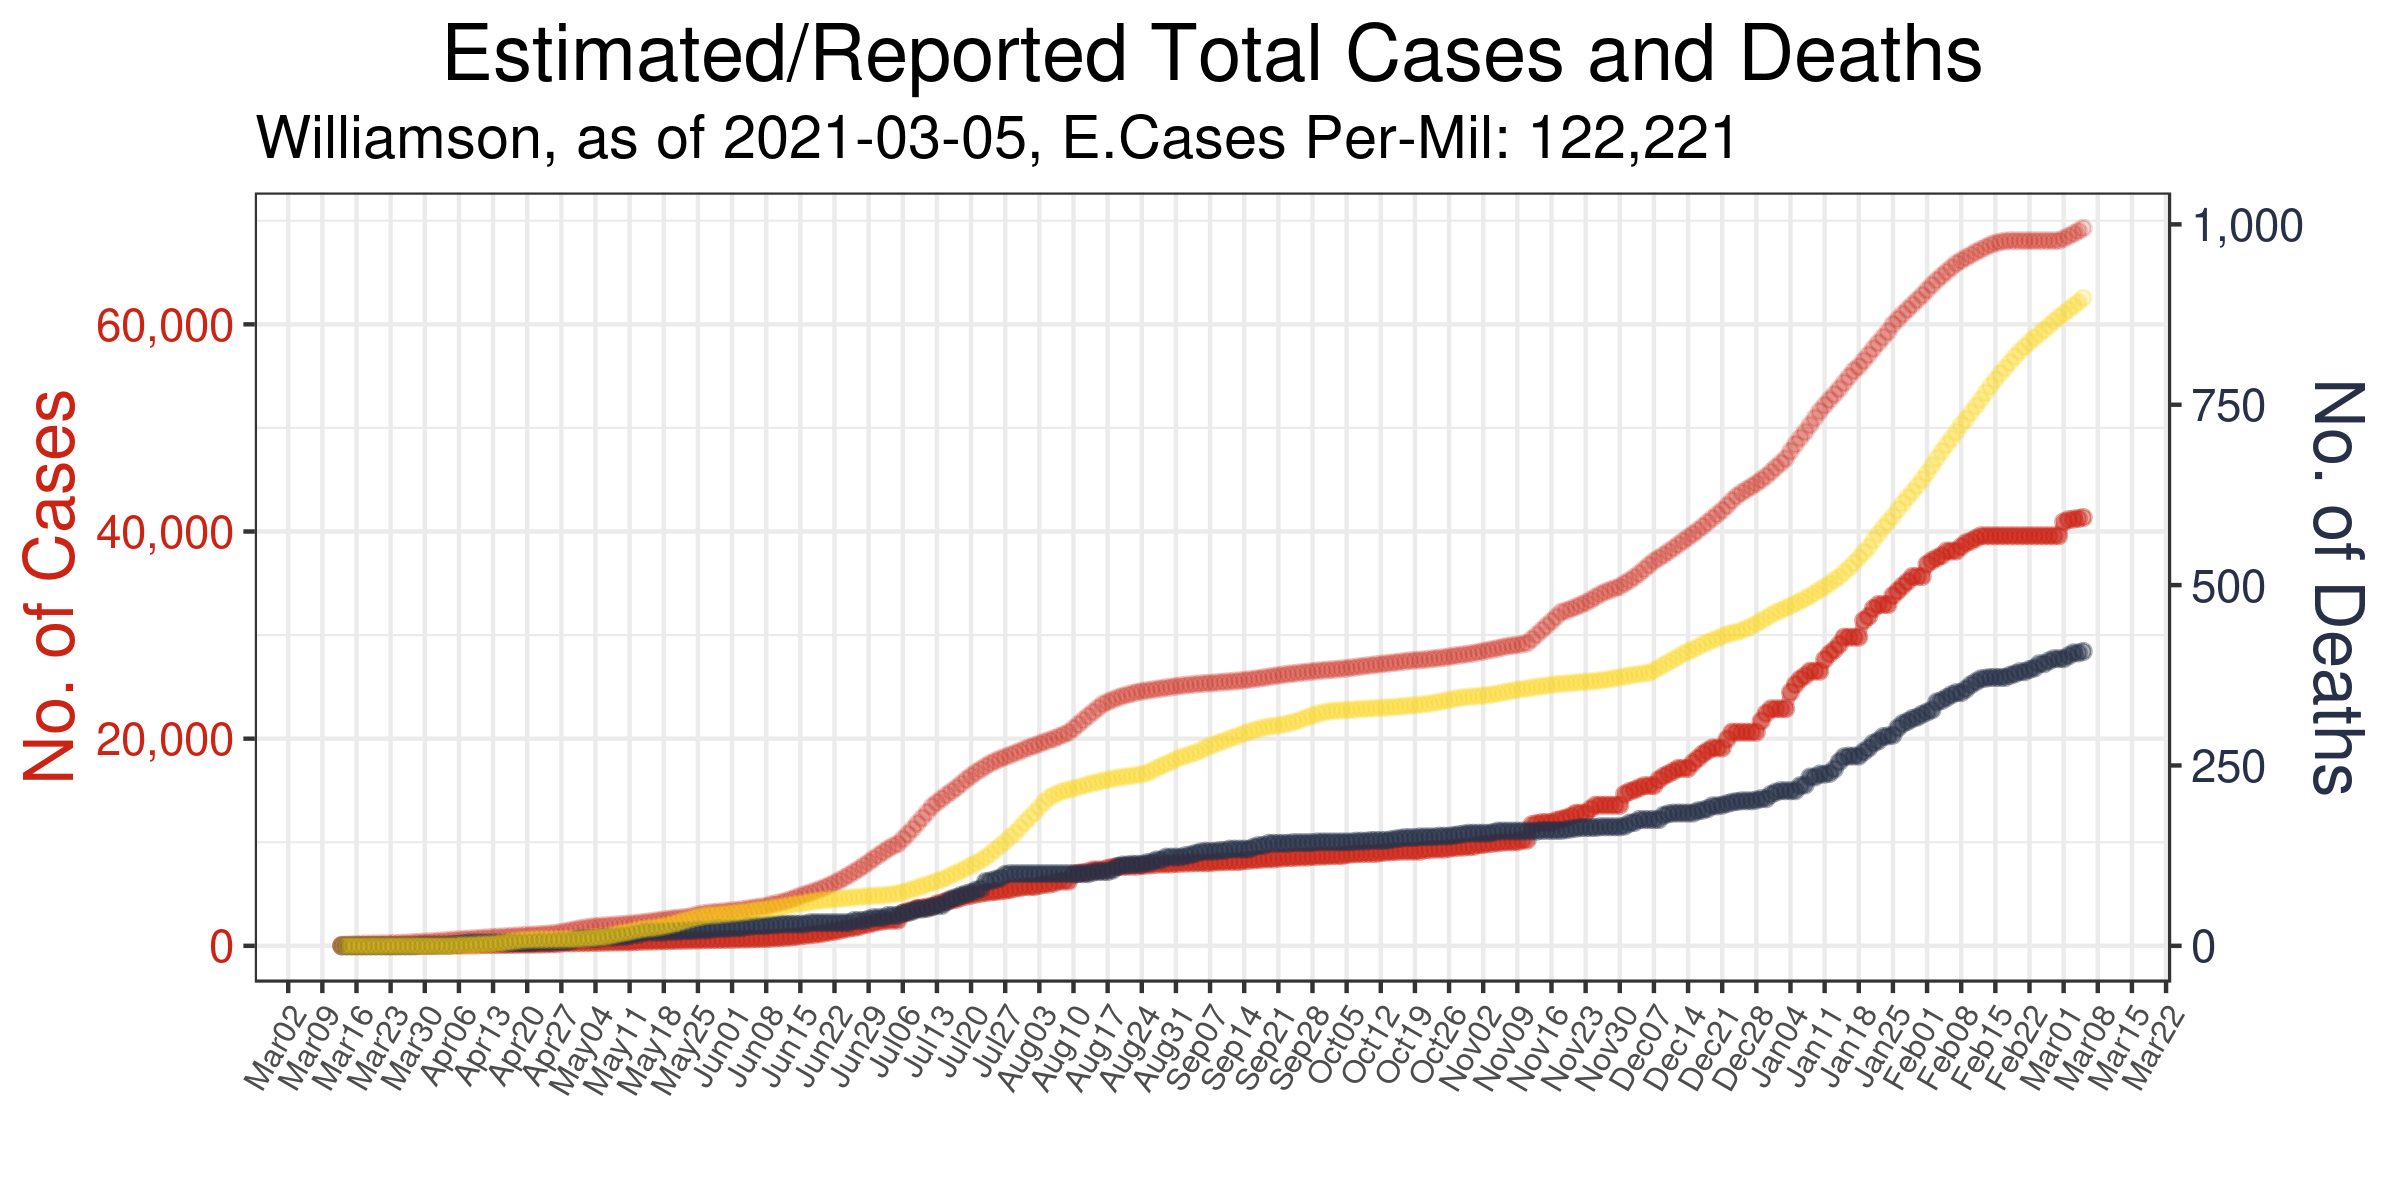 Estimated/Reported Total Cases and Deaths
Williamson, as of 2021-03-05, E.Cases Per-Mil: 122,221
No. of Cases
60,000
40,000
20,000
0
1,000
750
500
250
0
No. of Deaths
Mar02
Mar09
Mar16
Mar23
Mar30
Apr06
Apr13
Apr20
Apr27
May04
May11
May18
May25
Jun01
Jun08
Jun15
Jun22
Jun29
Jul06
Jul13
Jul20
Jul27
Aug03
Aug10
Aug17
Aug24
Aug31
Sep07
Sep14
Sep21
Sep28
Oct05
Oct12
Oct19
Oct26
Nov02
Nov09
Nov16
Nov23
Nov30
Dec07
Dec14
Dec21
Dec28
Jan04
Jan11
Jan18
Jan25
Feb01
Feb08
Feb15
Feb22
Mar01
Mar08
Mar15
Mar22